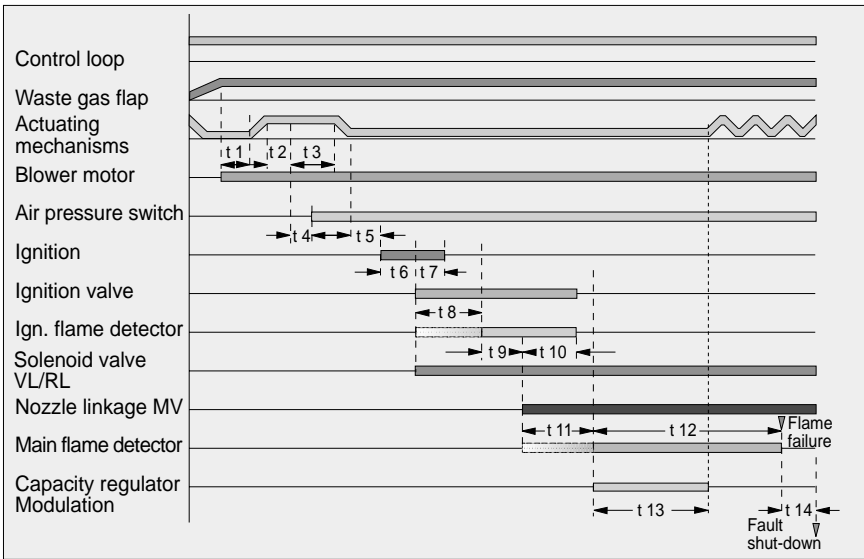 Control loop
Waste gas flap
Actuating
mechanisms
t 1
t 2
t 3
Blower motor
Air pressure switch
t 4
t 5
Ignition
t 6
t 7
Ignition valve
t 8
Ign. flame detector
t 9
t 10
Solenoid valve
VL/RL
Nozzle linkage MV
t 11
t 12
Flame
failure
Main flame detector
Capacity regulator
Modulation
t 13
t 14
Fault
shut-down